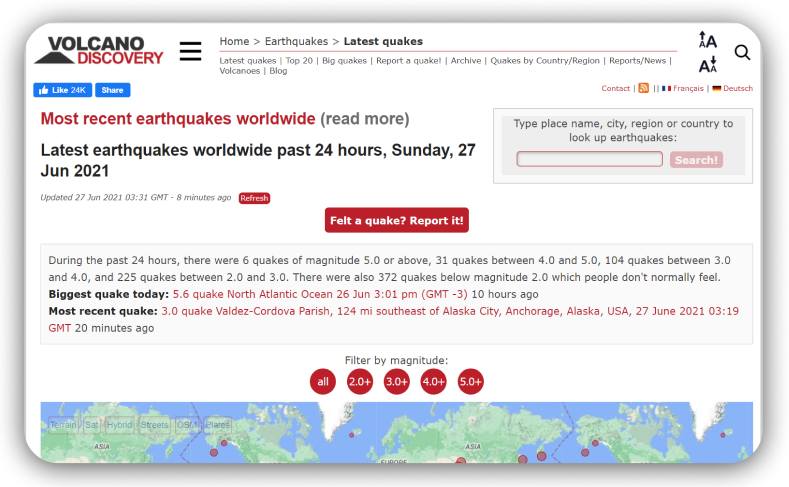 VOLCANO
DISCOVERY
Home > Earthquakes > Latest quakes
Latest quakes | Top 20 | Big quakes | Report a quake! | Archive | Quakes by Country/Region | Reports/News |
Volcanoes | Blog
AA
AA
Like 24K Share
Contact | || Français | Deutsch
Most recent earthquakes worldwide (read more)
Type place name, city, region or country to
look up earthquakes:
Search!
Latest earthquakes worldwide past 24 hours, Sunday, 27
Jun 2021
Updated 27 Jun 2021 03:31 GMT - 8 minutes ago Refresh
Felt a quake? Report it!
During the past 24 hours, there were 6 quakes of magnitude 5.0 or above, 31 quakes between 4.0 and 5.0, 104 quakes between 3.0
and 4.0, and 225 quakes between 2.0 and 3.0. There were also 372 quakes below magnitude 2.0 which people don't normally feel.
Biggest quake today: 5.6 quake North Atlantic Ocean 26 Jun 3:01 pm (GMT -3) 10 hours ago
Most recent quake: 3.0 quake Valdez-Cordova Parish, 124 mi southeast of Alaska City, Anchorage, Alaska, USA, 27 June 2021 03:19
GMT 20 minutes ago
Filter by magnitude:
all 2.0+ 3.0+ 4.0+ 5.0+
Terrain Sat Hybrid Streets OSM Plates
ASIA ASIA
EUROPE